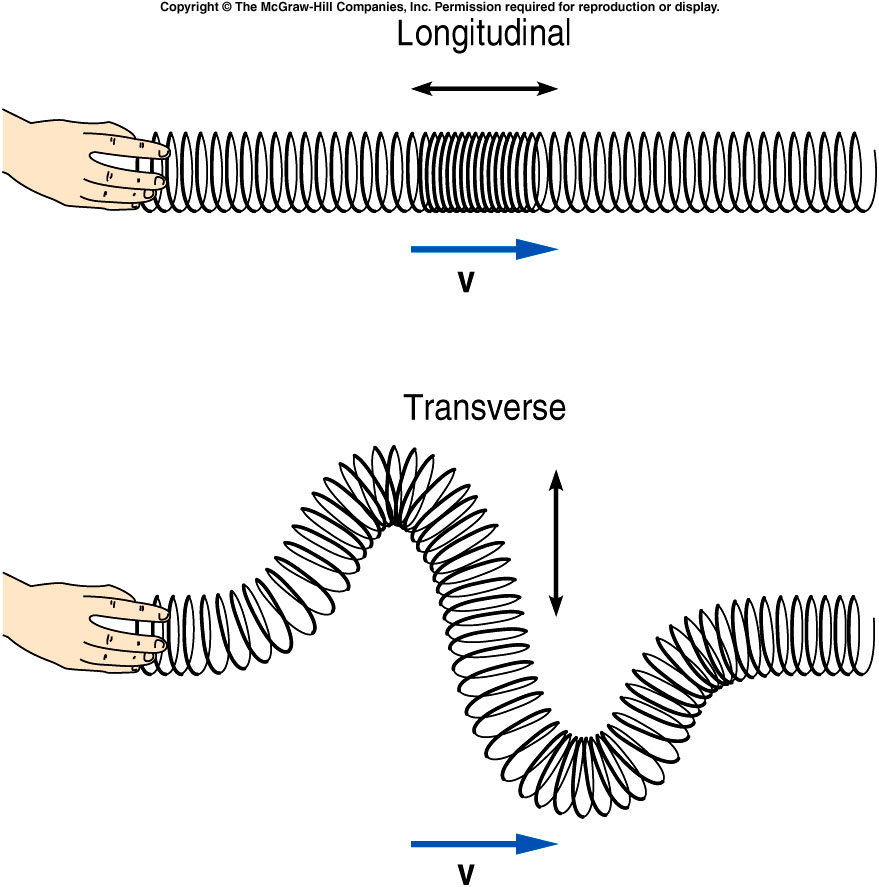 Copyright © The McGraw-Hill Companies, Inc. Permission required for reproduction or display.
Longitudinal
v
Transverse
v